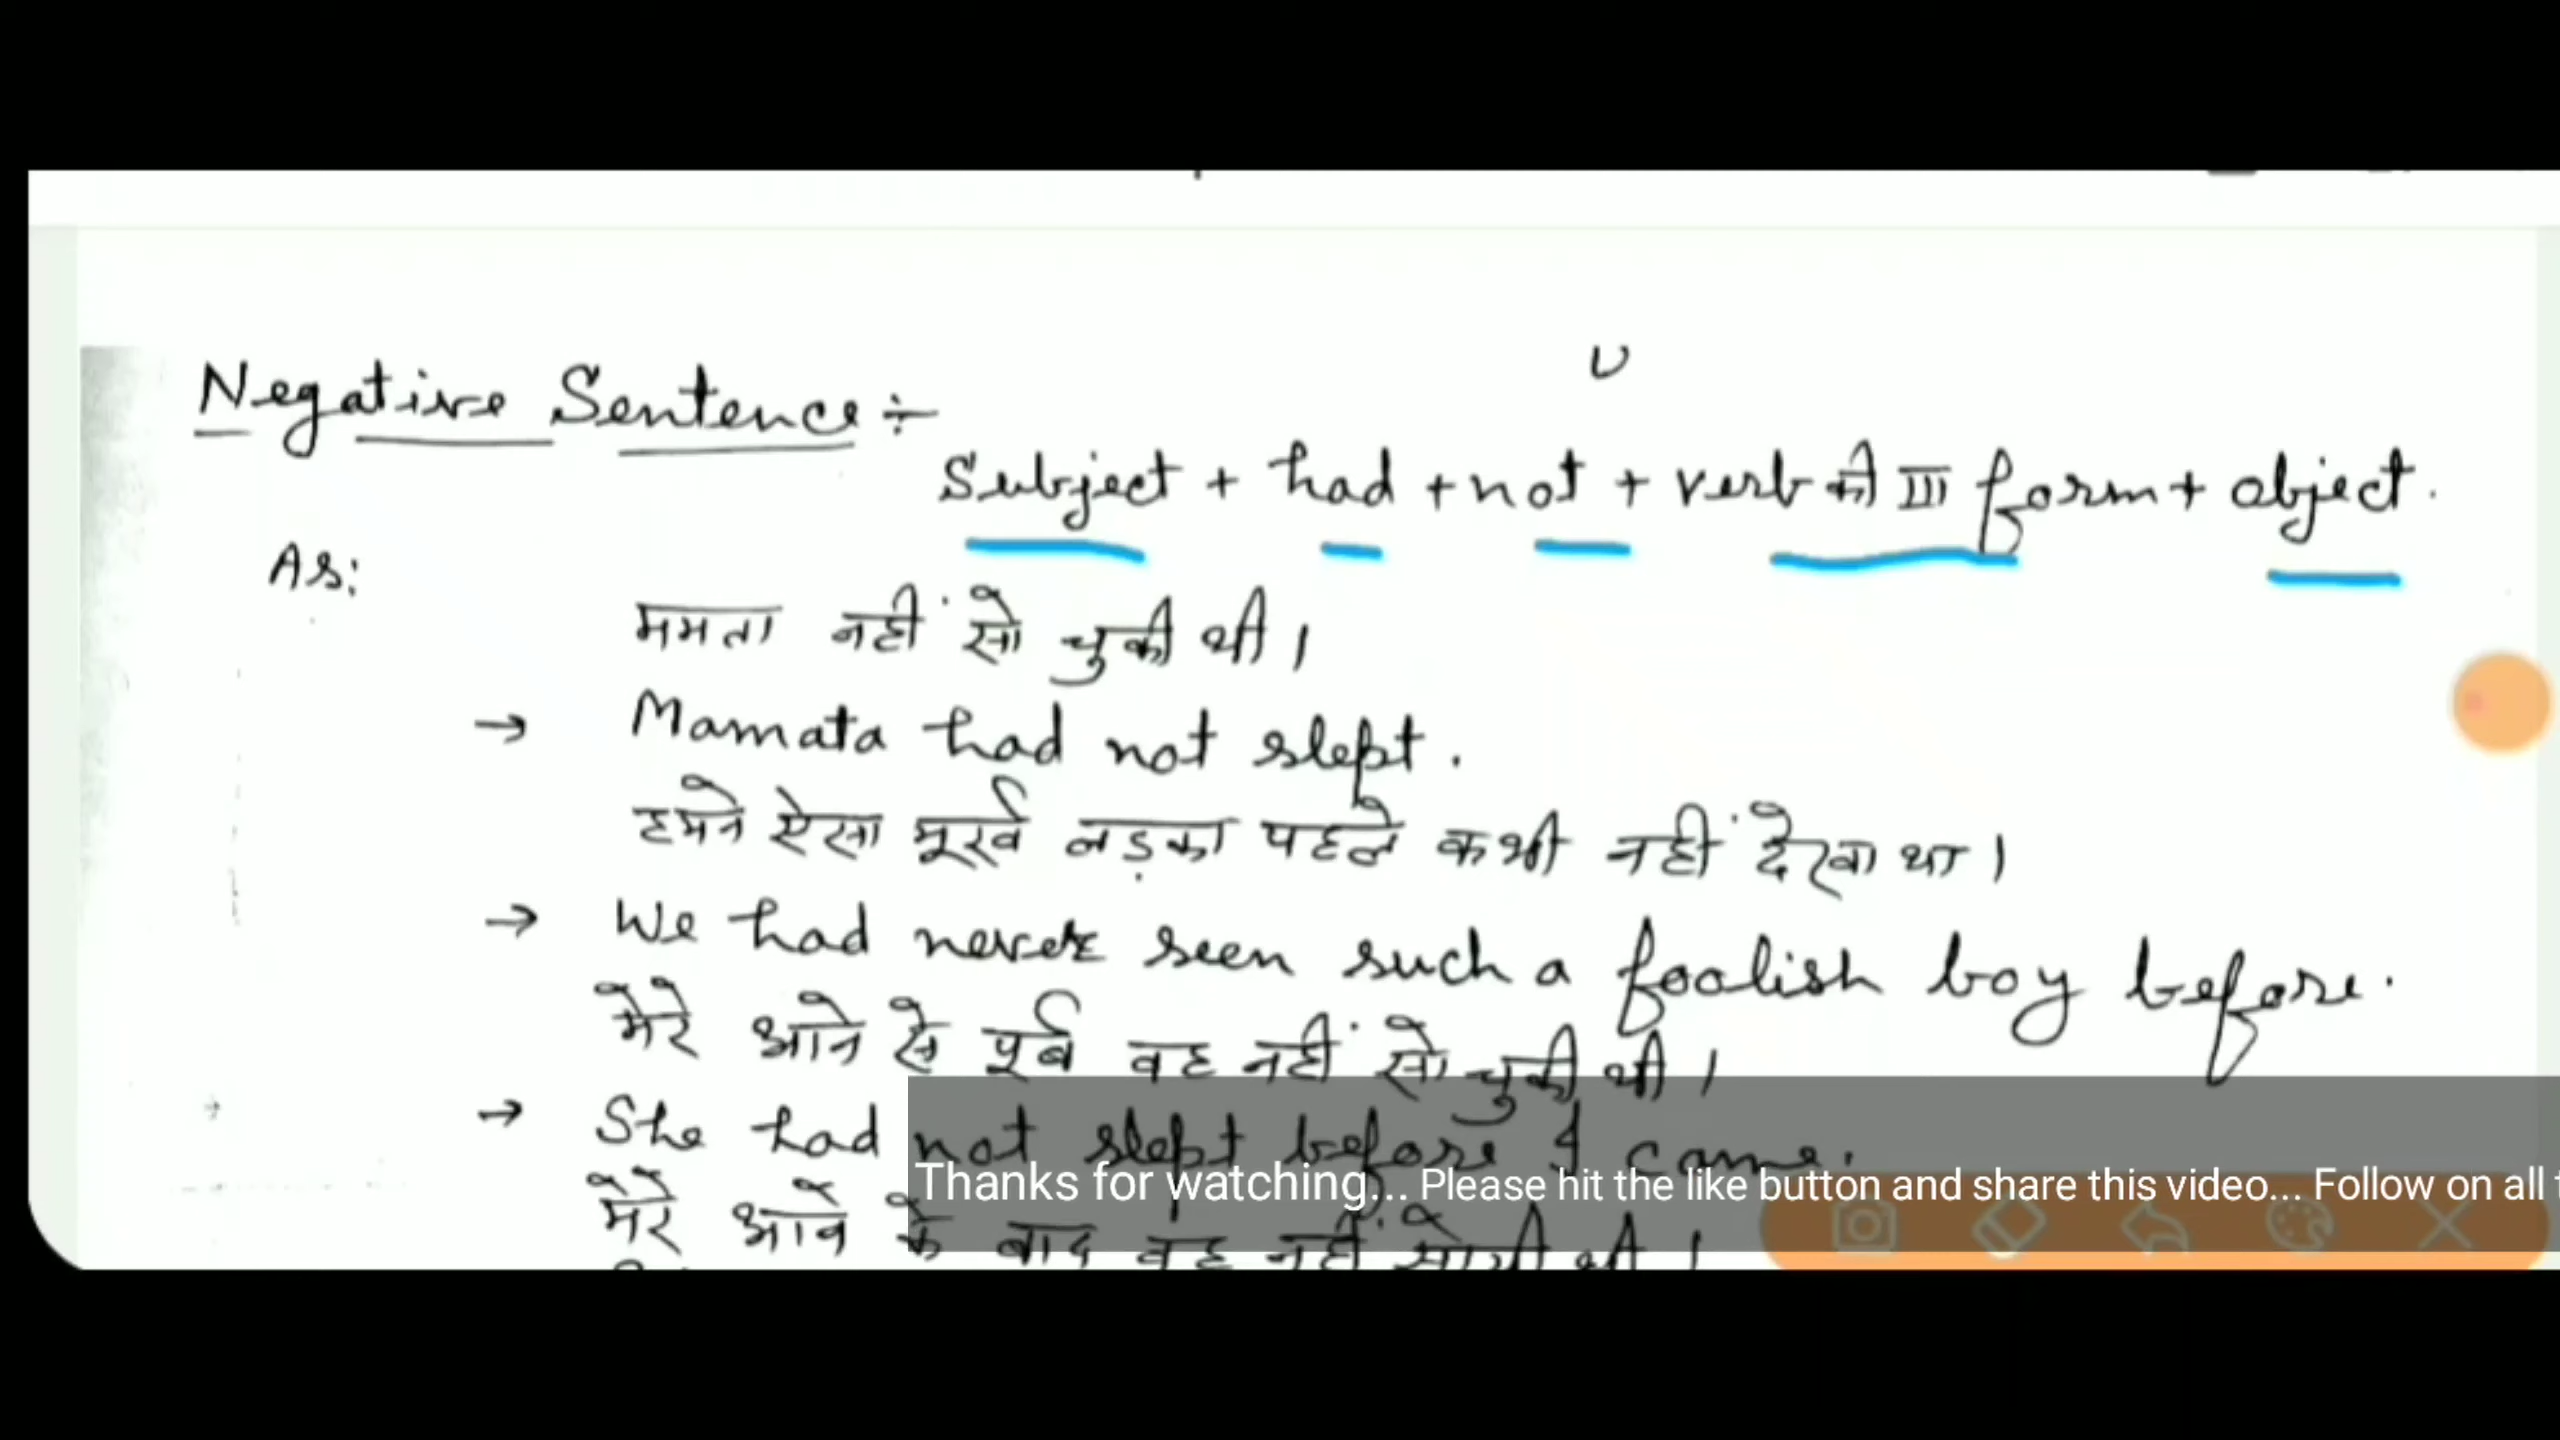 Negative Sentence ÷
Subject + had + not + verb की III form + object.
As:
ममता नहीं सो चुकी थी।
→ Mamata had not slept.
हमने ऐसा मूर्ख लड़का पहले कभी नहीं देखा था।
→ We had never seen such a foolish boy before.
मेरे आने से पूर्व वह नहीं सो चुकी थी।
→ She had not slept before I came.
Thanks for watching... Please hit the like button and share this video... Follow on all
मेरे आने के बाद वह नहीं सोयी थी।